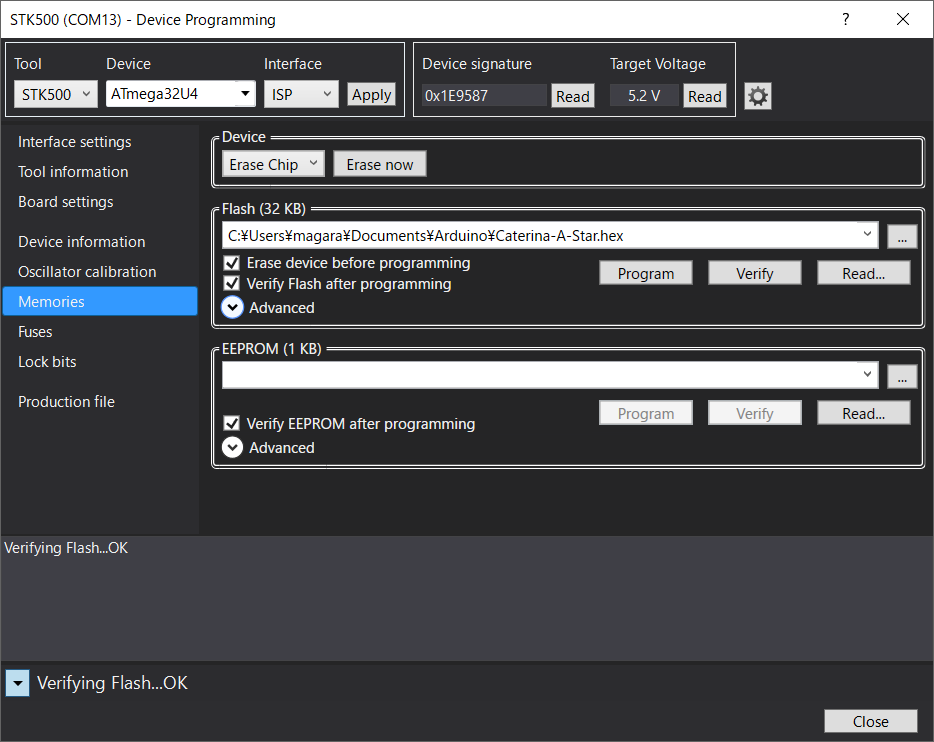 STK500 (COM13) - Device Programming
?
Tool Device Interface Device signature Target Voltage
STK500 ATmega32U4 ISP Apply 0x1E9587 Read 5.2 V Read
Interface settings
Tool information
Board settings
Device information
Oscillator calibration
Memories
Fuses
Lock bits
Production file
Device
Erase Chip Erase now
Flash (32 KB)
C:¥Users¥magara¥Documents¥Arduino¥Caterina-A-Star.hex ...
Erase device before programming
Verify Flash after programming
Program Verify Read...
Advanced
EEPROM (1 KB)
...
Program Verify Read...
Verify EEPROM after programming
Advanced
Verifying Flash...OK
Verifying Flash...OK
Close